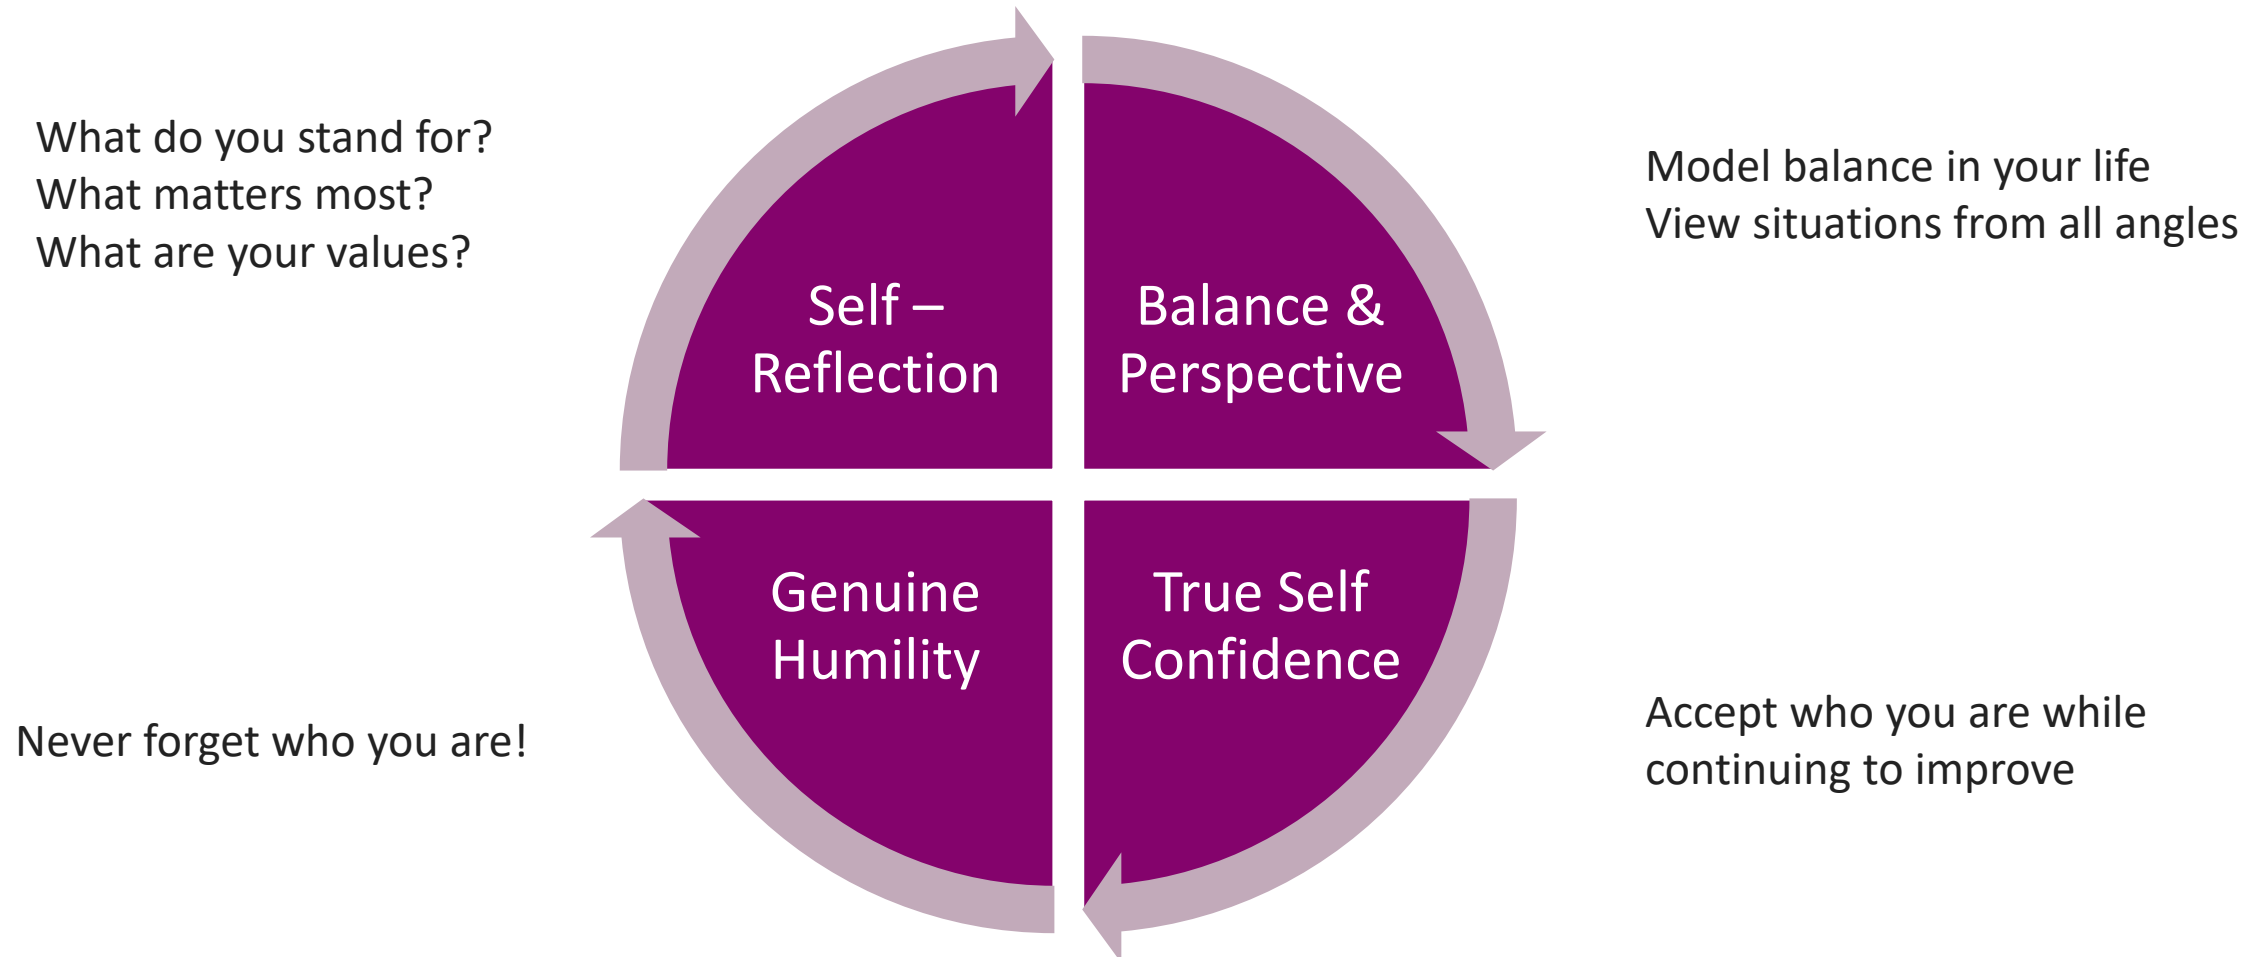 What do you stand for?
What matters most?
What are your values?
Self –
Reflection
Balance &
Perspective
Model balance in your life
View situations from all angles
Never forget who you are!
Genuine
Humility
True Self
Confidence
Accept who you are while
continuing to improve